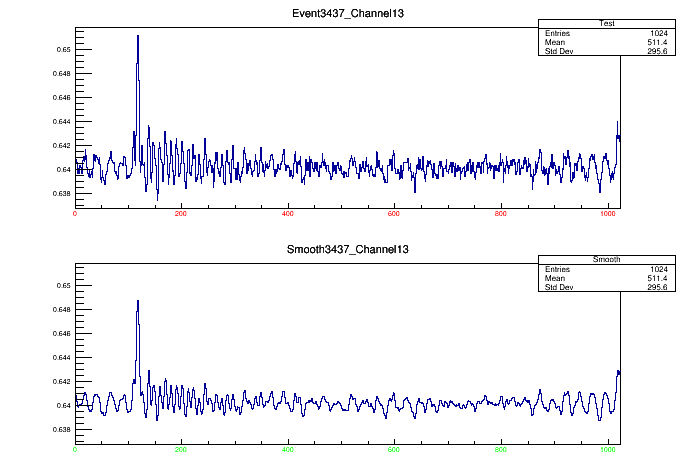 Event3437_Channel13
Test
Entries 1024
Mean 511.4
Std Dev 295.6
0.65
0.648
0.646
0.644
0.642
0.64
0.638
0 200 400 600 800 1000
Smooth3437_Channel13
Smooth
Entries 1024
Mean 511.4
Std Dev 295.6
0.65
0.648
0.646
0.644
0.642
0.64
0.638
0 200 400 600 800 1000